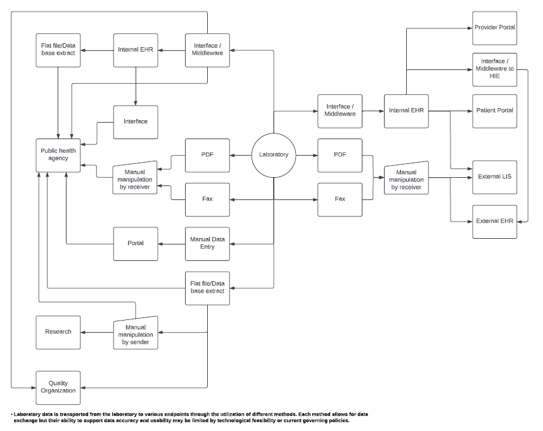 Provider Portal
Flat file/Data
base extract
Internal EHR
Interface /
Middleware
Interface /
Middleware to
HIE
Interface
Interface /
Middleware
Internal EHR
Patient Portal
Public health
agency
Manual
manipulation
by receiver
PDF
Laboratory
PDF
Manual
manipulation
by receiver
External LIS
Fax
Fax
External EHR
Portal
Manual Data
Entry
Flat file/Data
base extract
Research
Manual
manipulation
by sender
Quality
Organization
• Laboratory data is transported from the laboratory to various endpoints through the utilization of different methods. Each method allows for data
exchange but their ability to support data accuracy and usability may be limited by technological feasibility or current governing policies.